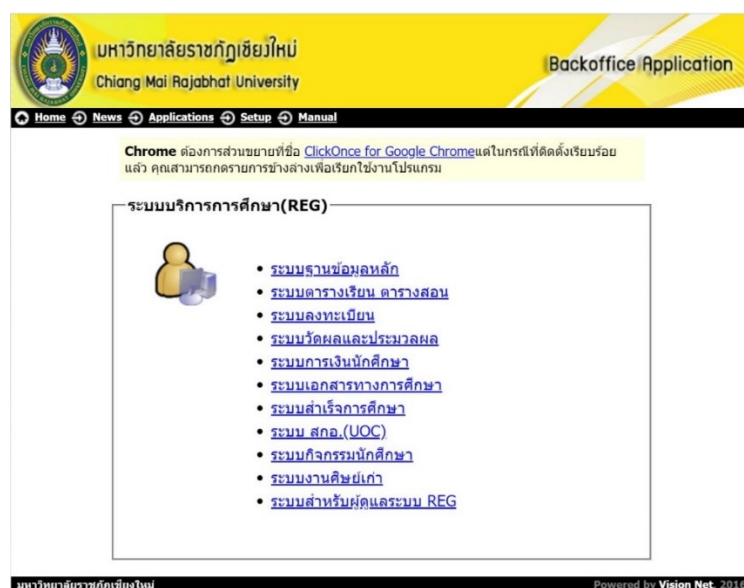 มหาวิทยาลัยราชภัฏเชียงใหม่
Chiang Mai Rajabhat University
Backoffice Application
Home News Applications Setup Manual
Chrome ต้องการส่วนขยายที่ชื่อ ClickOnce for Google Chromeแต่ในกรณีที่ติดตั้งเรียบร้อย
แล้ว คุณสามารถกดรายการข้างล่างเพื่อเรียกใช้งานโปรแกรม
ระบบบริการการศึกษา(REG)
ระบบฐานข้อมูลหลัก
ระบบตารางเรียน ตารางสอน
ระบบลงทะเบียน
ระบบวัดผลและประมวลผล
ระบบการเงินนักศึกษา
ระบบเอกสารทางการศึกษา
ระบบสำเร็จการศึกษา
ระบบ สกอ.(UOC)
ระบบกิจกรรมนักศึกษา
ระบบงานศิษย์เก่า
ระบบสำหรับผู้ดูแลระบบ REG
มหาวิทยาลัยราชภัฏเชียงใหม่
Powered by Vision Net, 2016